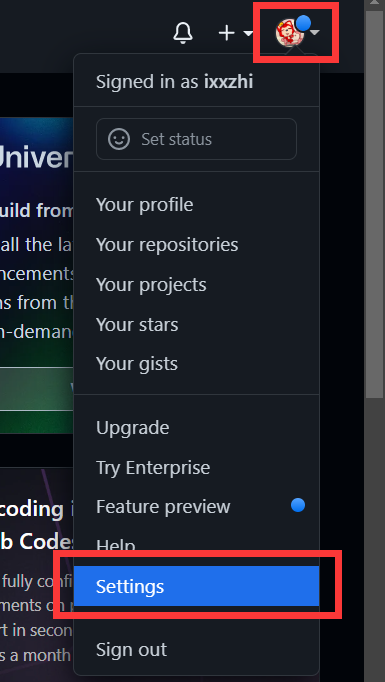 Signed in as ixxzhi
Set status
Univer
uild from
all the la
ncements
ns from th
n-deman
Your profile
Your repositories
Your projects
Your stars
Your gists
Upgrade
Try Enterprise
Feature preview
Help
Settings
Sign out
coding i
b Codes
fully confi
ments on p
rt in secon
s a month